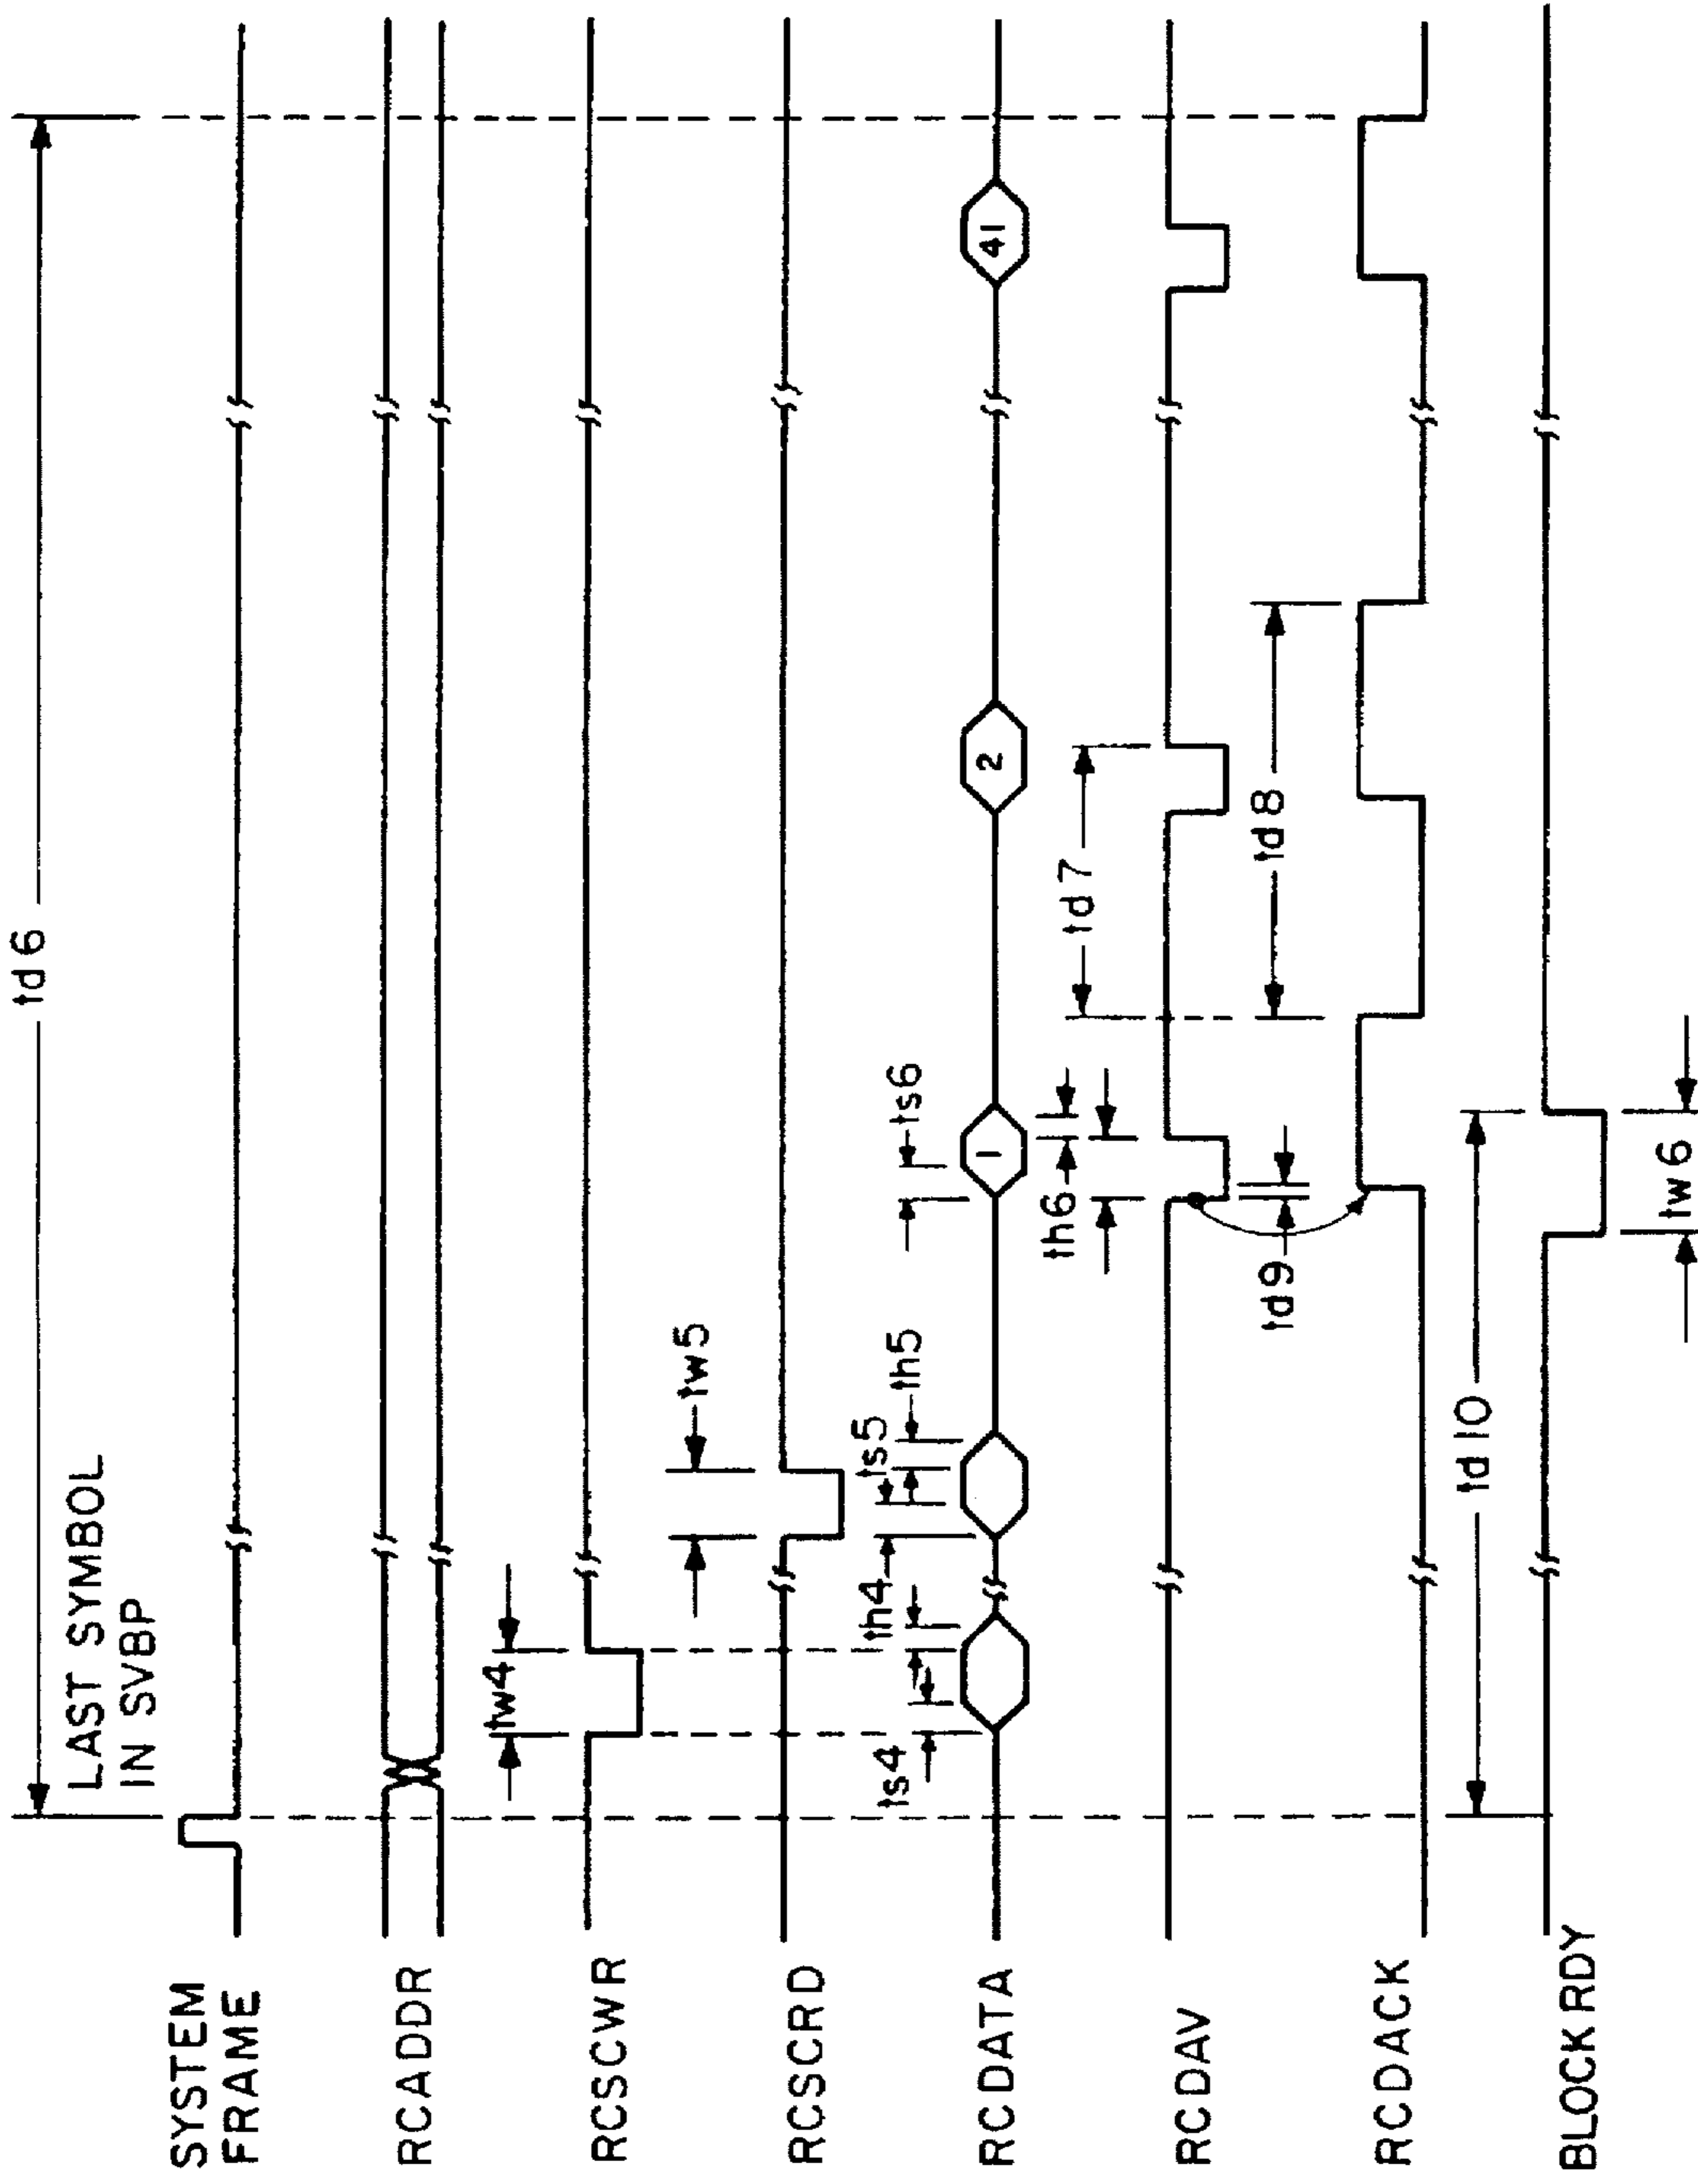 td6
LAST SYMBOL
IN SVBP
SYSTEM
FRAME
RCADDR
tw4
RCSCWR
tw5
RCSCRD
ts4
th4
ts5
th5
ts6
RCDATA
1
2
41
th6
td7
RCDAV
td9
td8
RCDACK
td10
BLOCK RDY
tw6